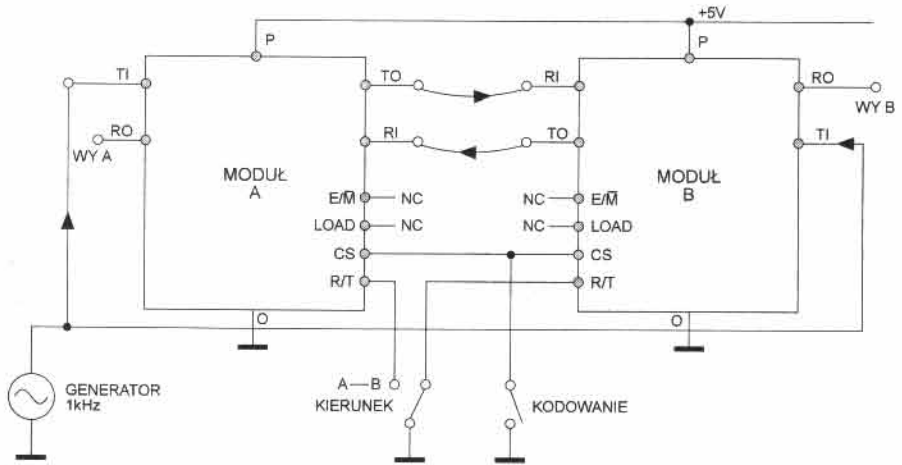 +5V
P
P
TI
TO
RI
RO
RO
WY A
RI
TO
WY B
TI
MODUŁ
A
MODUŁ
B
E/M̅
NC
NC
E/M̅
LOAD
NC
NC
LOAD
CS
CS
R/T
R/T
O
O
GENERATOR
1kHz
A—B
KIERUNEK
KODOWANIE